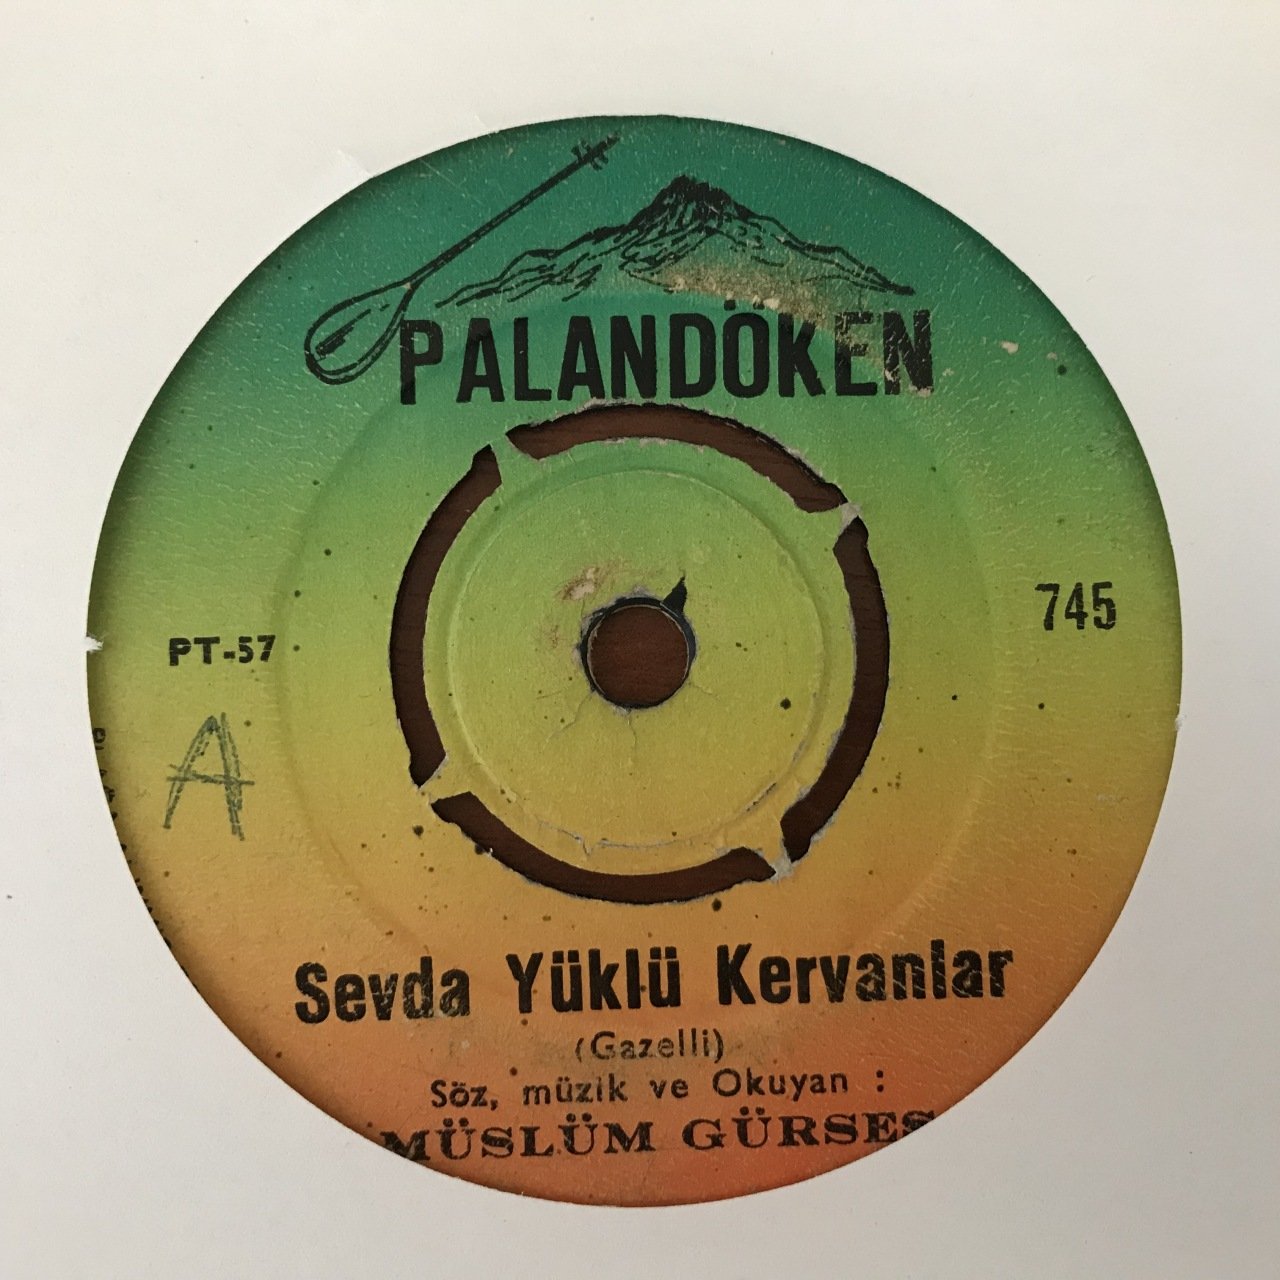 PALANDÖKEN
745
PT-57
A
Sevda Yüklü Kervanlar
(Gazelli)
Söz, müzik ve Okuyan :
MÜSLÜM GÜRSES